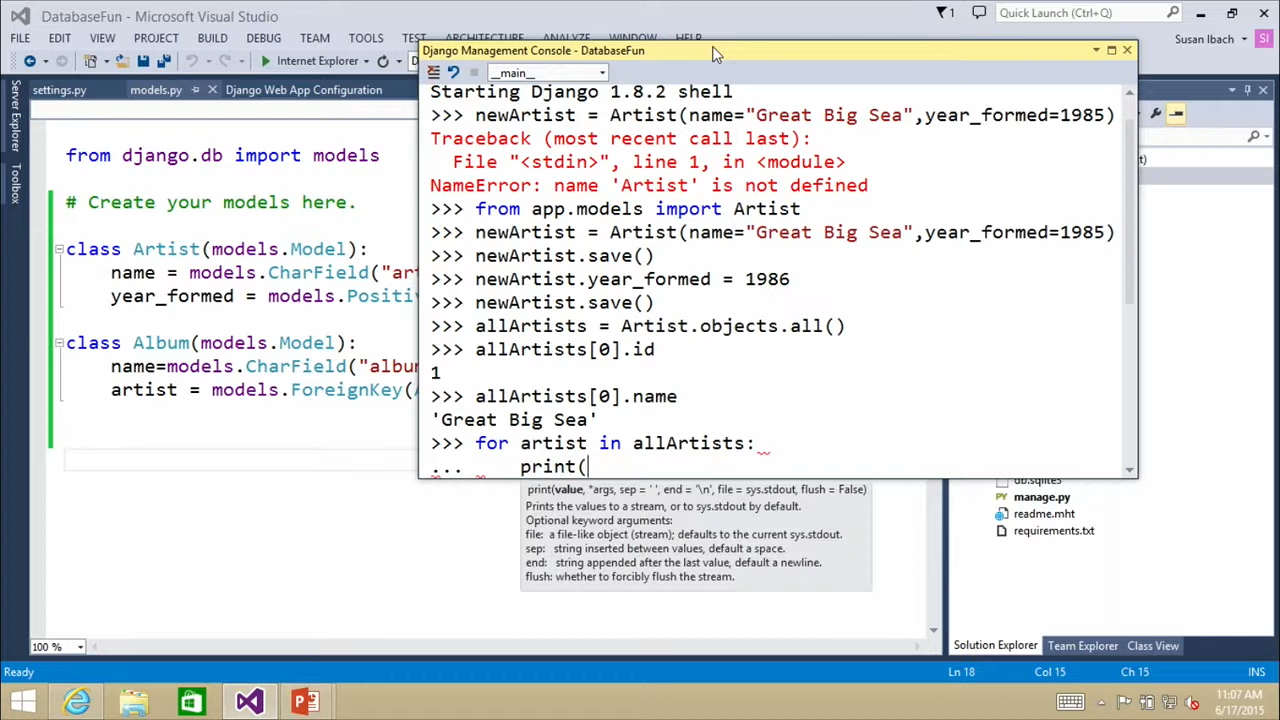 DatabaseFun - Microsoft Visual Studio
1
Quick Launch (Ctrl+Q)
FILE EDIT VIEW PROJECT BUILD DEBUG TEAM TOOLS TEST ARCHITECTURE ANALYZE WINDOW HELP
Susan Ibach SI
Internet Explorer
Django Management Console - DatabaseFun
__main__
settings.py models.py Django Web App Configuration
Server Explorer
Toolbox
from django.db import models
# Create your models here.
class Artist(models.Model):
name = models.CharField("art
year_formed = models.Positiv
class Album(models.Model):
name=models.CharField("album
artist = models.ForeignKey(
Starting Django 1.8.2 shell
>>> newArtist = Artist(name="Great Big Sea",year_formed=1985)
Traceback (most recent call last):
File "<stdin>", line 1, in <module>
NameError: name 'Artist' is not defined
>>> from app.models import Artist
>>> newArtist = Artist(name="Great Big Sea",year_formed=1985)
>>> newArtist.save()
>>> newArtist.year_formed = 1986
>>> newArtist.save()
>>> allArtists = Artist.objects.all()
>>> allArtists[0].id
1
>>> allArtists[0].name
'Great Big Sea'
>>> for artist in allArtists:
... print(
print(value, *args, sep = ' ', end = '\n', file = sys.stdout, flush = False)
Prints the values to a stream, or to sys.stdout by default.
Optional keyword arguments:
file: a file-like object (stream); defaults to the current sys.stdout.
sep: string inserted between values, default a space.
end: string appended after the last value, default a newline.
flush: whether to forcibly flush the stream.
t)
db.sqlite3
manage.py
readme.mht
requirements.txt
100 %
Solution Explorer Team Explorer Class View
Ready
Ln 18 Col 15 Ch 15 INS
11:07 AM
6/17/2015